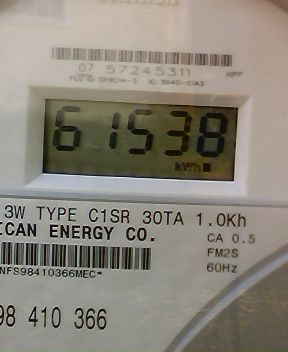 07 57245311 NPP
61538
kWh
3W TYPE C1SR 30TA 1.0Kh
ICAN ENERGY CO.
CA 0.5
FM2S
NFS98410366MEC*
60Hz
98 410 366